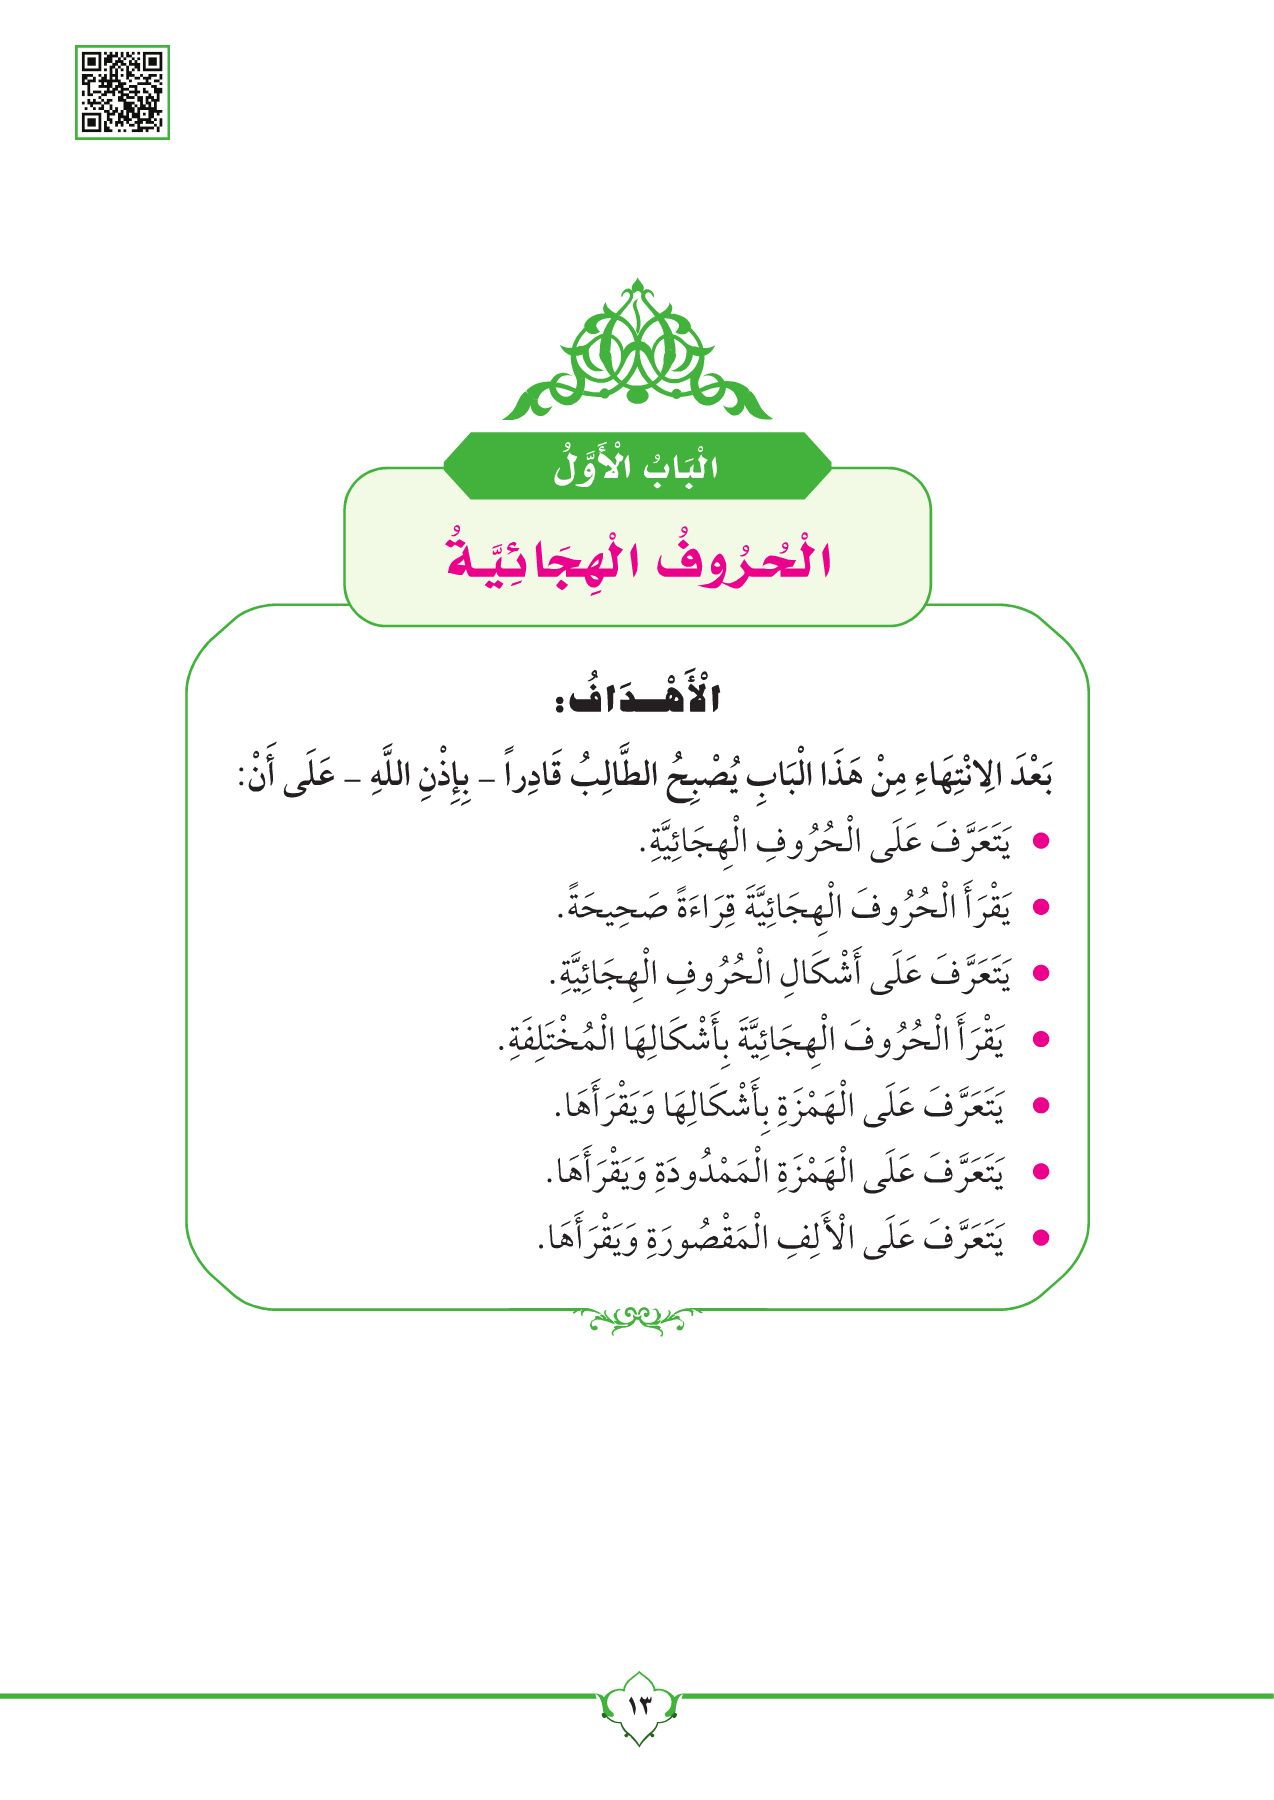 الْبَابُ الْأَوَّلُ
الْحُرُوفُ الْهِجَائِيَّـةُ
الْأَهْـدَافُ:
بَعْدَ الِانْتِهَاءِ مِنْ هَذَا الْبَابِ يُصْبِحُ الطَّالِبُ قَادِراً – بِإِذْنِ اللَّهِ – عَلَى أَنْ:
• يَتَعَرَّفَ عَلَى الْحُرُوفِ الْهِجَائِيَّةِ.
• يَقْرَأَ الْحُرُوفَ الْهِجَائِيَّةَ قِرَاءَةً صَحِيحَةً.
• يَتَعَرَّفَ عَلَى أَشْكَالِ الْحُرُوفِ الْهِجَائِيَّةِ.
• يَقْرَأَ الْحُرُوفَ الْهِجَائِيَّةَ بِأَشْكَالِهَا الْمُخْتَلِفَةِ.
• يَتَعَرَّفَ عَلَى الْهَمْزَةِ بِأَشْكَالِهَا وَيَقْرَأَهَا.
• يَتَعَرَّفَ عَلَى الْهَمْزَةِ الْمَمْدُودَةِ وَيَقْرَأَهَا.
• يَتَعَرَّفَ عَلَى الْأَلِفِ الْمَقْصُورَةِ وَيَقْرَأَهَا.
١٣